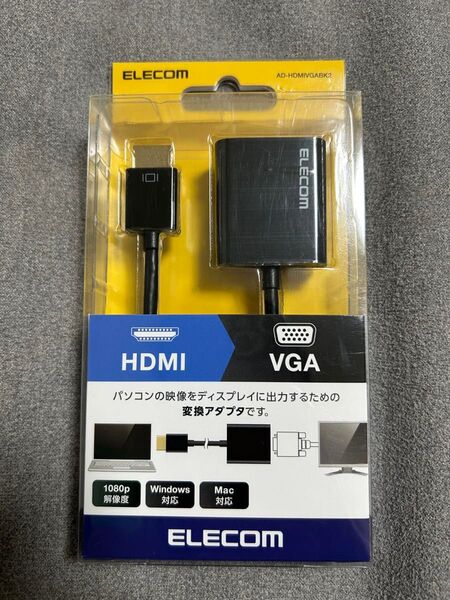 ELECOM
AD-HDMIVGABK2
ELECOM
HDMI
VGA
パソコンの映像をディスプレイに出力するための
変換アダプタです。
1080p
解像度
Windows
対応
Mac
対応
ELECOM